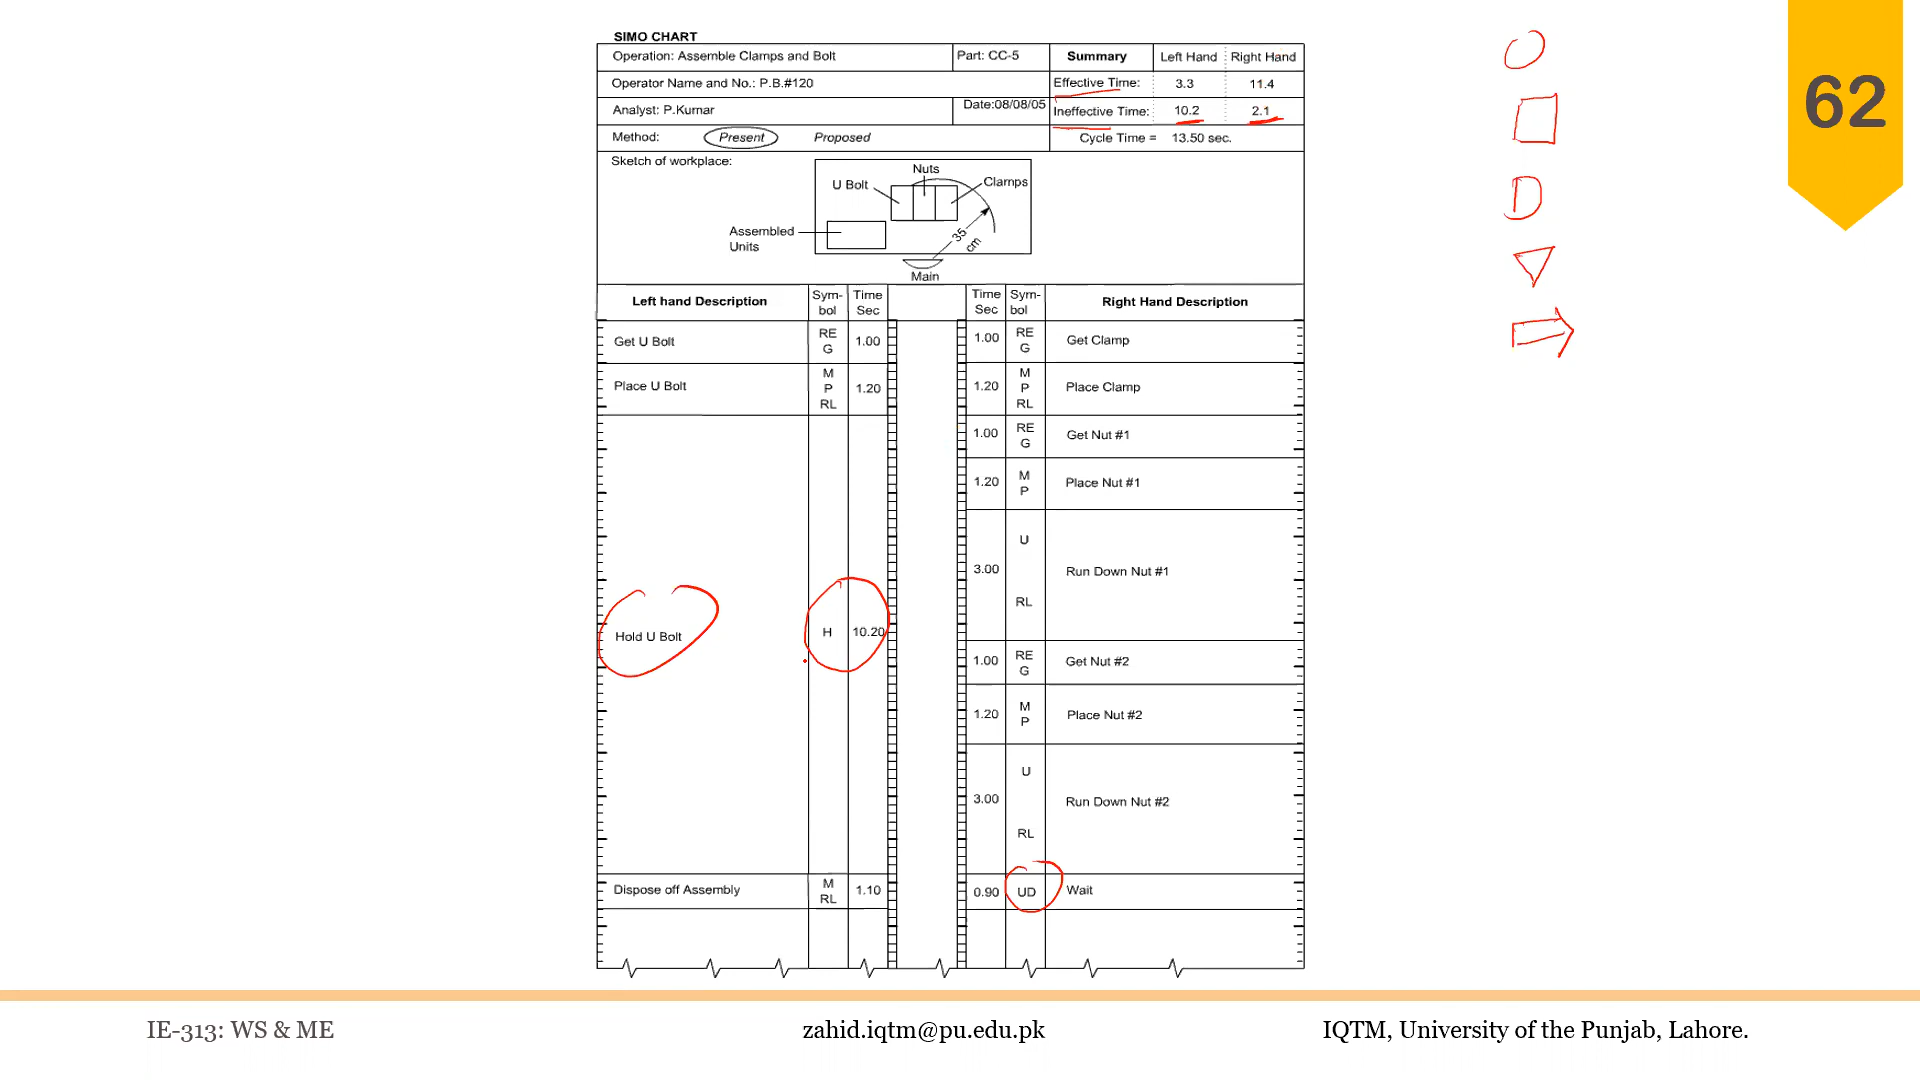 SIMO CHART
Operation: Assemble Clamps and Bolt
Part: CC-5
Summary
Left Hand
Right Hand
Operator Name and No.: P.B.#120
Effective Time:
3.3
11.4
Analyst: P.Kumar
Date:08/08/05
Ineffective Time:
10.2
2.1
Method:
Present
Proposed
Cycle Time = 13.50 sec.
Sketch of workplace:
Nuts
U Bolt
Clamps
Assembled
Units
35
cm
Main
Left hand Description
Sym-
bol
Time
Sec
Time
Sec
Sym-
bol
Right Hand Description
Get U Bolt
RE
G
1.00
1.00
RE
G
Get Clamp
Place U Bolt
M
P
RL
1.20
1.20
M
P
RL
Place Clamp
1.00
RE
G
Get Nut #1
1.20
M
P
Place Nut #1
3.00
U
RL
Run Down Nut #1
Hold U Bolt
H
10.20
1.00
RE
G
Get Nut #2
1.20
M
P
Place Nut #2
3.00
U
RL
Run Down Nut #2
Dispose off Assembly
M
RL
1.10
0.90
UD
Wait
D
62
IE-313: WS & ME
zahid.iqtm@pu.edu.pk
IQTM, University of the Punjab, Lahore.